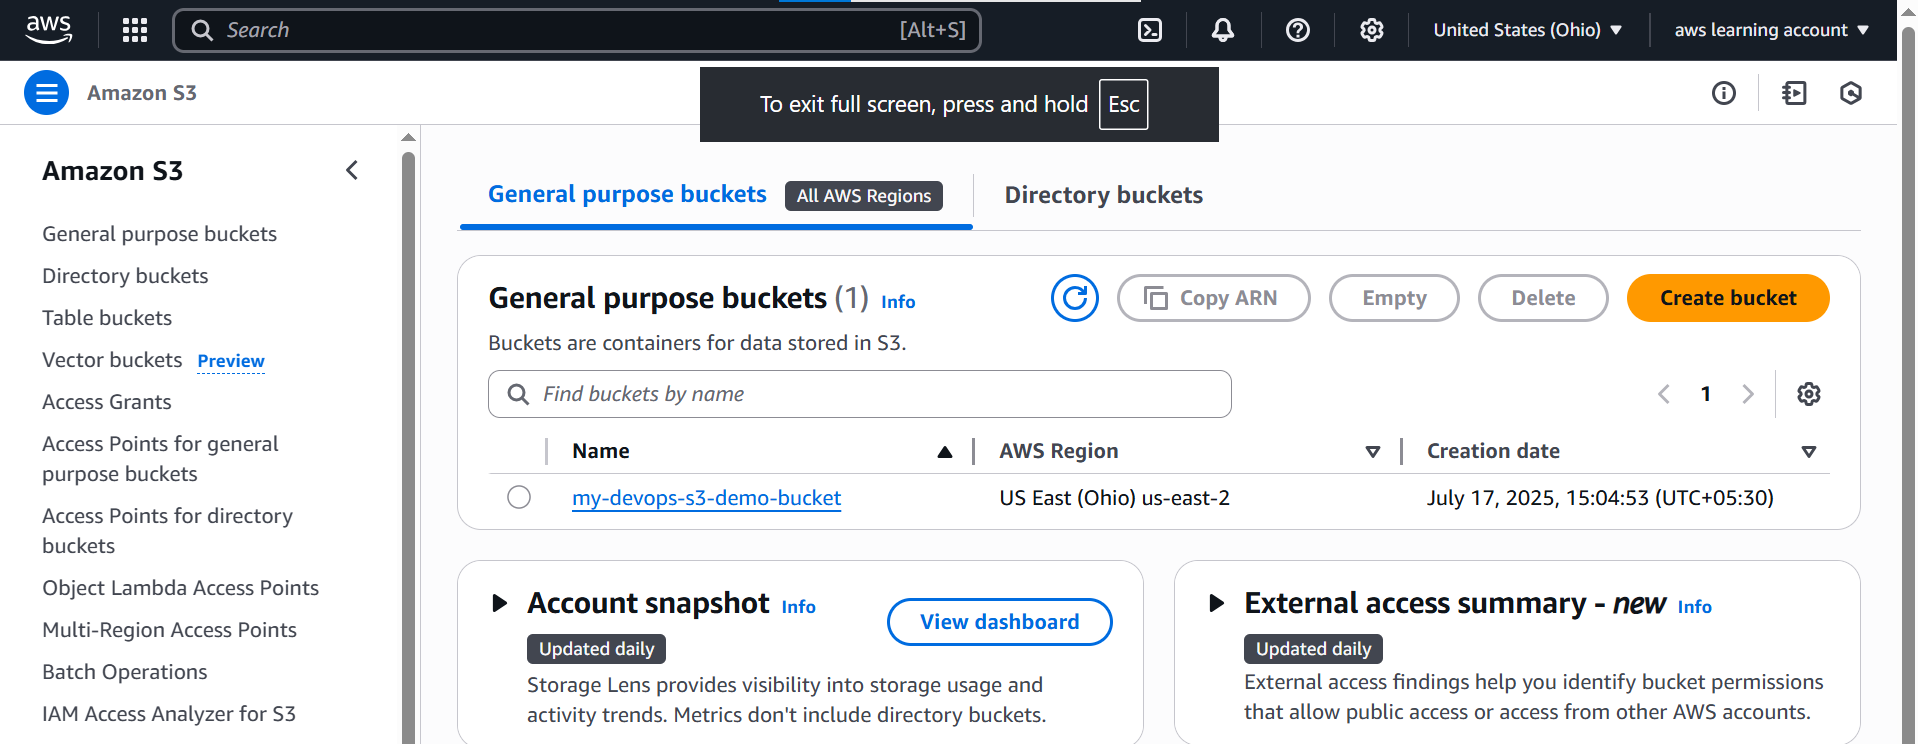 aws
Search [Alt+S]
United States (Ohio)
aws learning account
Amazon S3
To exit full screen, press and hold Esc
Amazon S3
General purpose buckets
Directory buckets
Table buckets
Vector buckets Preview
Access Grants
Access Points for general
purpose buckets
Access Points for directory
buckets
Object Lambda Access Points
Multi-Region Access Points
Batch Operations
IAM Access Analyzer for S3
General purpose buckets All AWS Regions
Directory buckets
General purpose buckets (1) Info
Copy ARN
Empty
Delete
Create bucket
Buckets are containers for data stored in S3.
Find buckets by name
1
Name AWS Region Creation date
my-devops-s3-demo-bucket US East (Ohio) us-east-2 July 17, 2025, 15:04:53 (UTC+05:30)
Account snapshot Info
View dashboard
Updated daily
Storage Lens provides visibility into storage usage and
activity trends. Metrics don't include directory buckets.
External access summary - new Info
Updated daily
External access findings help you identify bucket permissions
that allow public access or access from other AWS accounts.